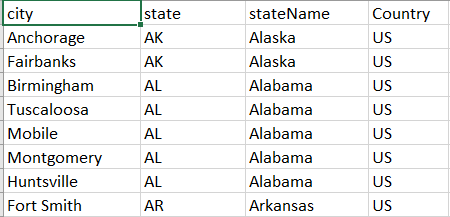 city state stateName Country
Anchorage AK Alaska US
Fairbanks AK Alaska US
Birmingham AL Alabama US
Tuscaloosa AL Alabama US
Mobile AL Alabama US
Montgomery AL Alabama US
Huntsville AL Alabama US
Fort Smith AR Arkansas US